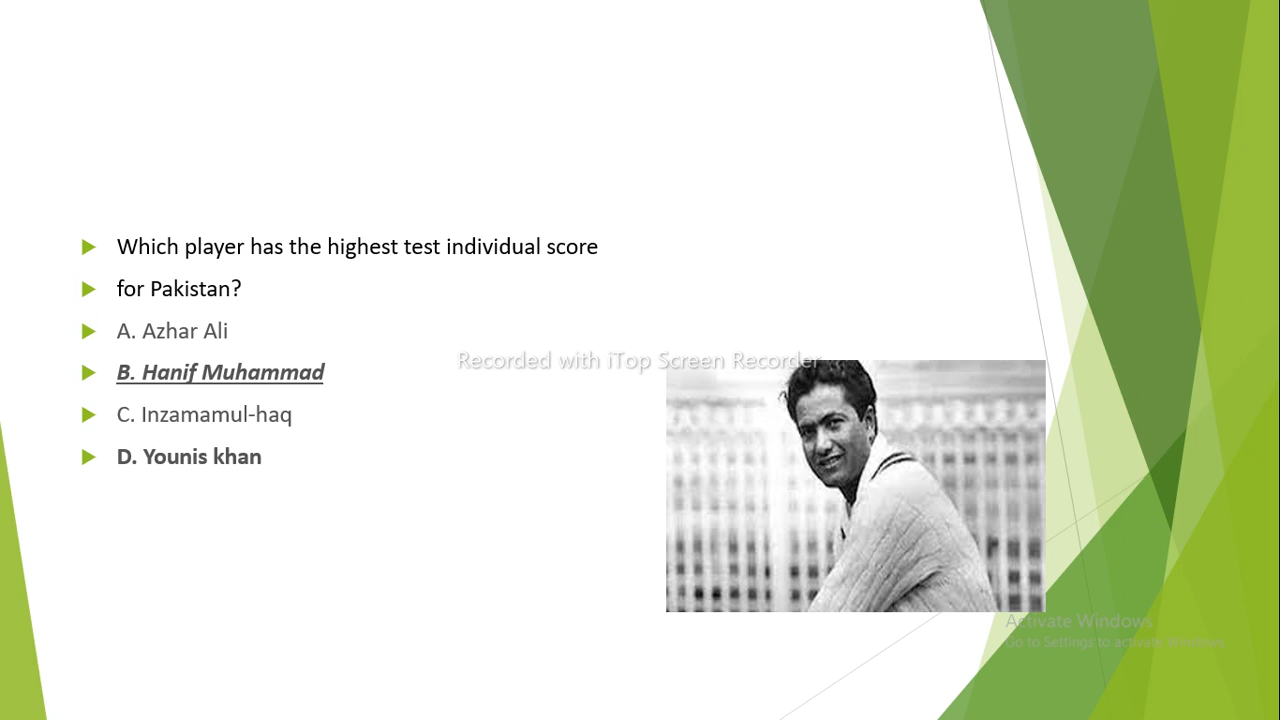 Which player has the highest test individual score
for Pakistan?
A. Azhar Ali
Recorded with iTop Screen Recorder
B. Hanif Muhammad
C. Inzamamul-haq
D. Younis khan
Activate Windows
Go to Settings to activate Windows.